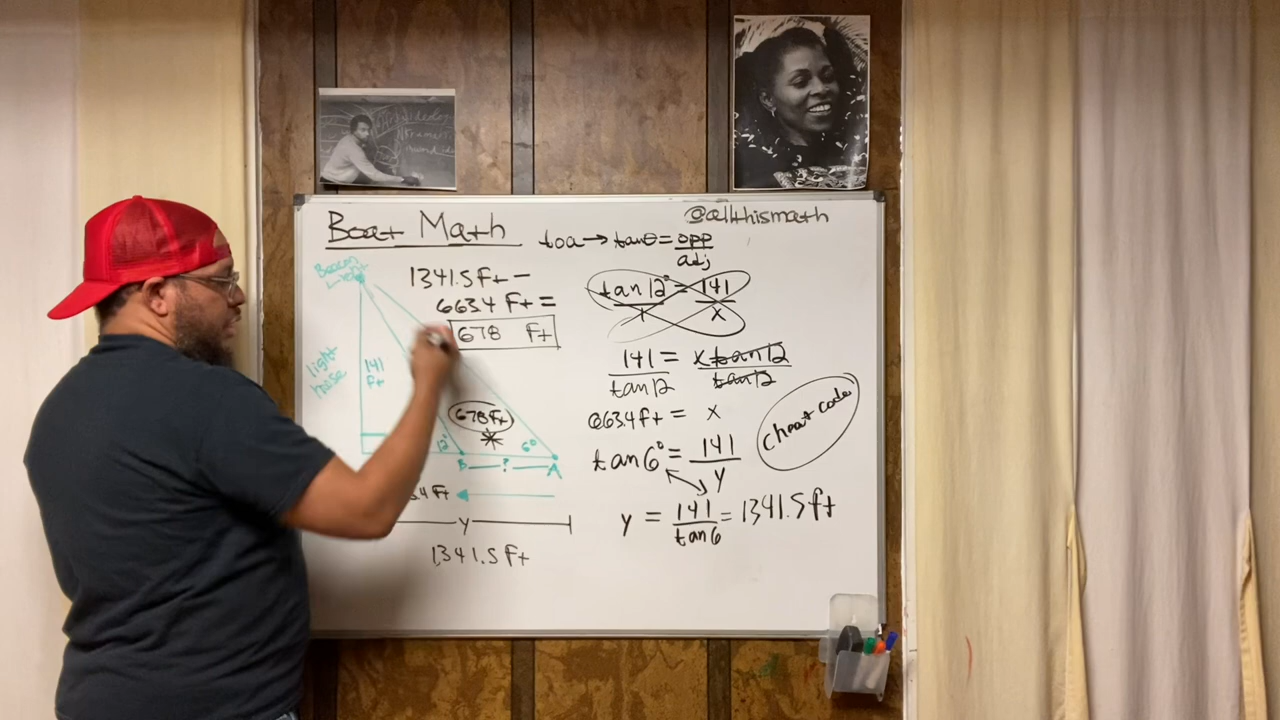 Boat Math
@allthismath
toa → tanθ = opp
adj
Beacon
Light
1341.5 Ft −
663.4 Ft =
678 Ft
light
house
141
Ft
678 Ft
*
12°
6°
B — ? — A
.4 Ft
y
1341.5 Ft
tan 12° = 141
1 x
141 = x tan 12
tan 12 tan 12
663.4 ft = x
cheat code
tan 6° = 141
y
y = 141 = 1341.5 ft
tan 6